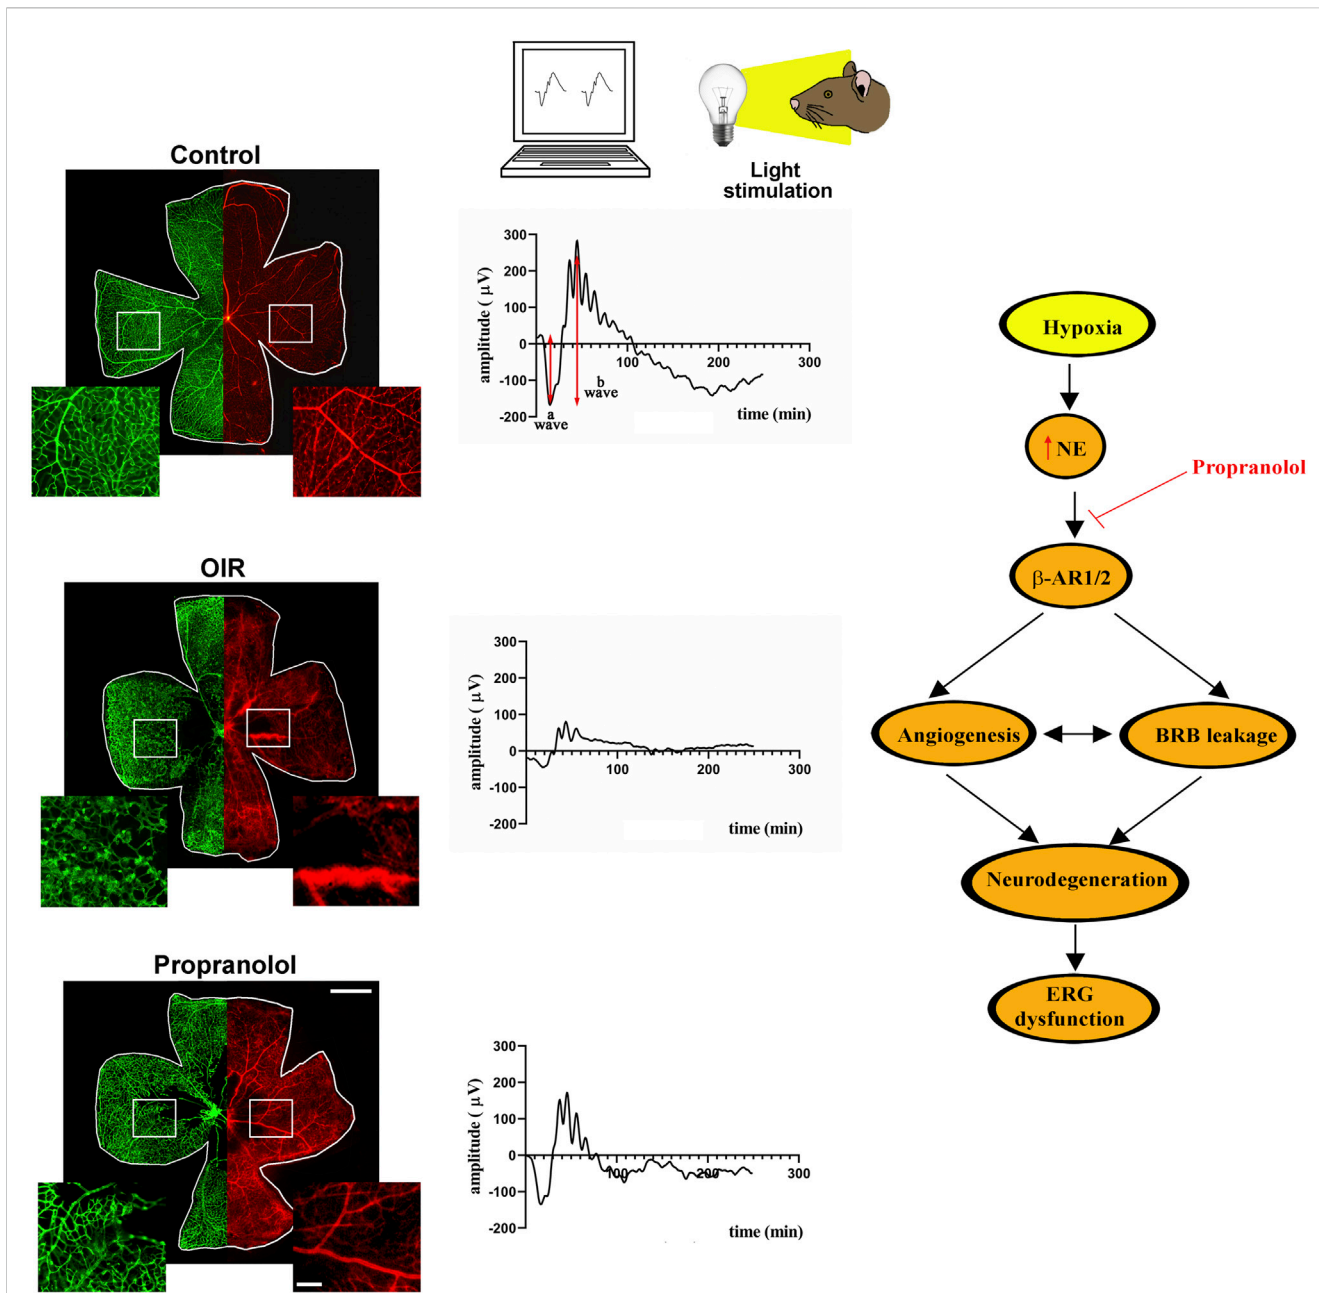 Light
stimulation
Control
300
200
100
0
-100
-200
amplitude ( μV)
100
200
300
a
wave
b
wave
time (min)
OIR
300
200
100
0
-100
-200
amplitude ( μV)
100
200
300
time (min)
Propranolol
300
200
100
0
-100
-200
amplitude ( μV)
100
200
300
time (min)
Hypoxia
↑NE
Propranolol
β-AR1/2
Angiogenesis
BRB leakage
Neurodegeneration
ERG
dysfunction